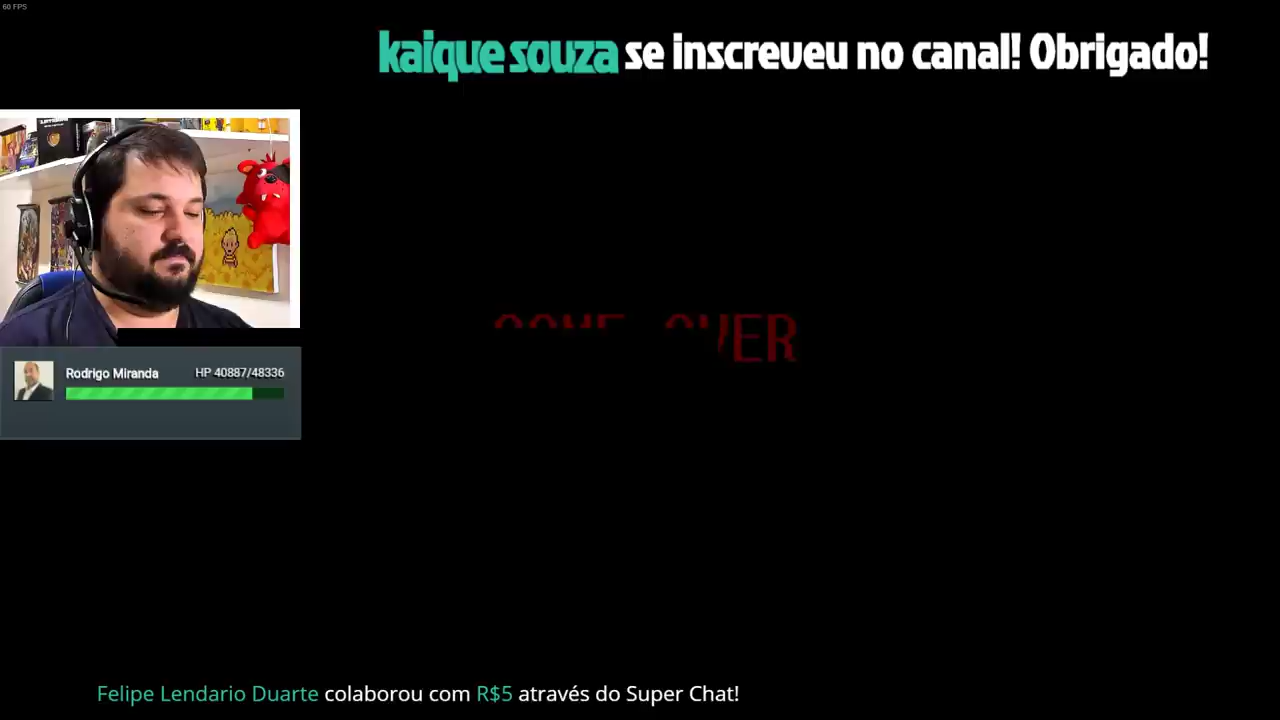 60 FPS
kaique souza se inscreveu no canal! Obrigado!
Rodrigo Miranda HP 40887/48336
Felipe Lendario Duarte colaborou com R$5 através do Super Chat!